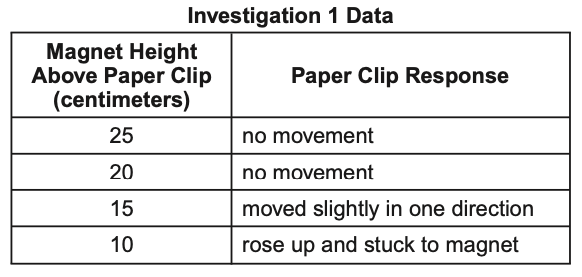 Investigation 1 Data
Magnet Height
Above Paper Clip
(centimeters)
Paper Clip Response
25 no movement
20 no movement
15 moved slightly in one direction
10 rose up and stuck to magnet